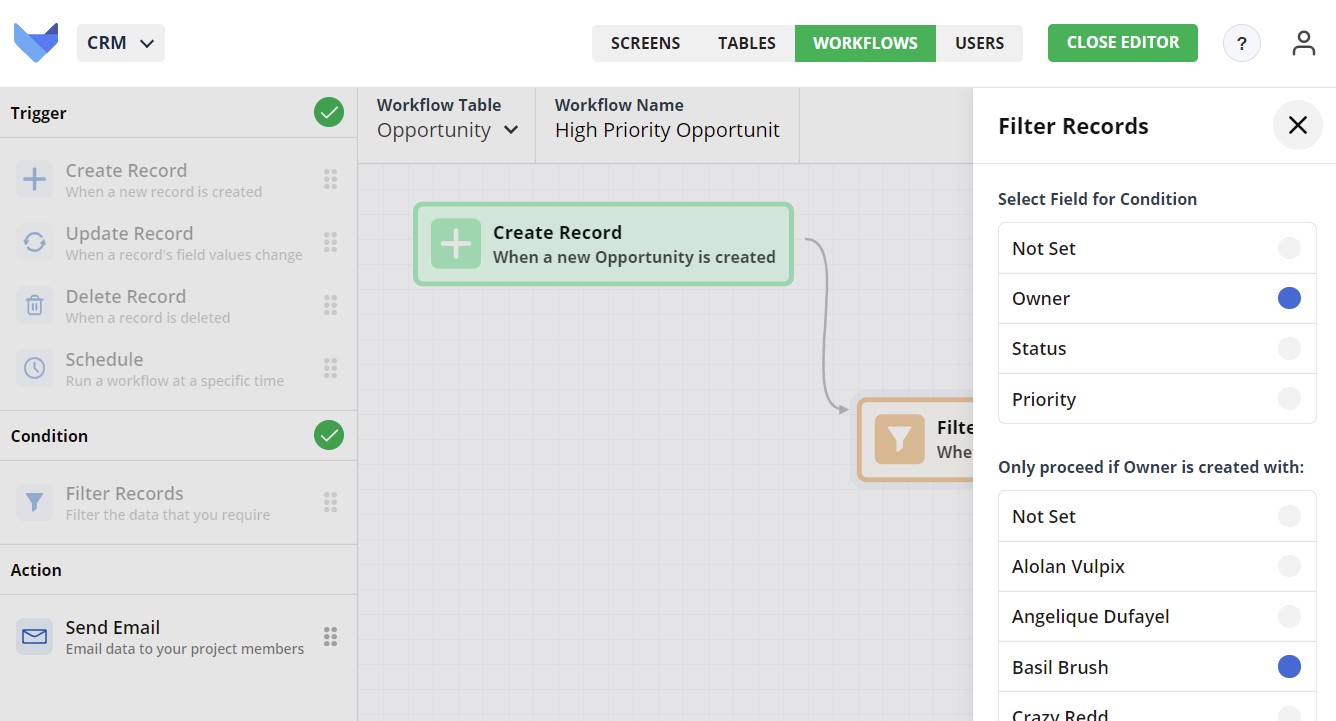 CRM
SCREENS
TABLES
WORKFLOWS
USERS
CLOSE EDITOR
?
Trigger
Create Record
When a new record is created
Update Record
When a record's field values change
Delete Record
When a record is deleted
Schedule
Run a workflow at a specific time
Condition
Filter Records
Filter the data that you require
Action
Send Email
Email data to your project members
Workflow Table
Opportunity
Workflow Name
High Priority Opportunit
Create Record
When a new Opportunity is created
Filte
Whe
Filter Records
Select Field for Condition
Not Set
Owner
Status
Priority
Only proceed if Owner is created with:
Not Set
Alolan Vulpix
Angelique Dufayel
Basil Brush
Crazy Redd